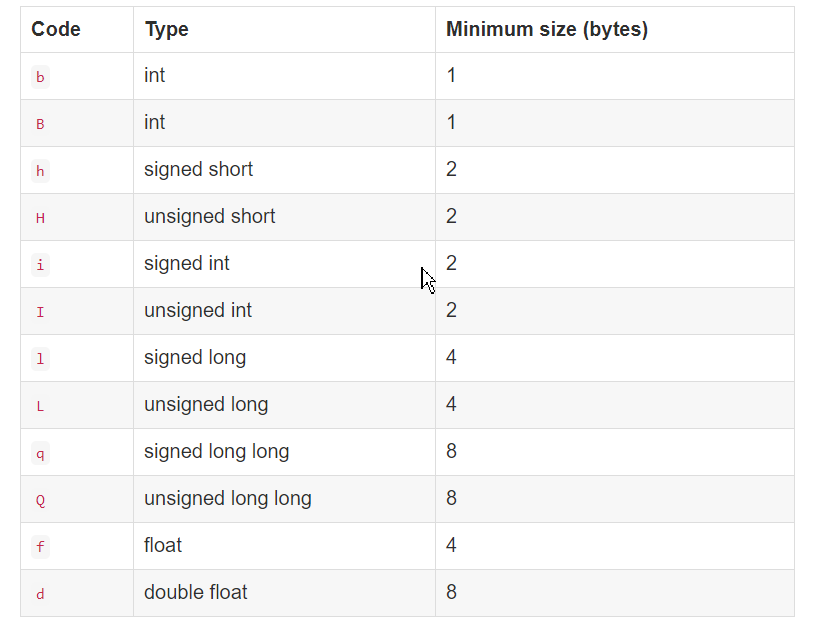 Code Type Minimum size (bytes)
b int 1
B int 1
h signed short 2
H unsigned short 2
i signed int 2
I unsigned int 2
l signed long 4
L unsigned long 4
q signed long long 8
Q unsigned long long 8
f float 4
d double float 8